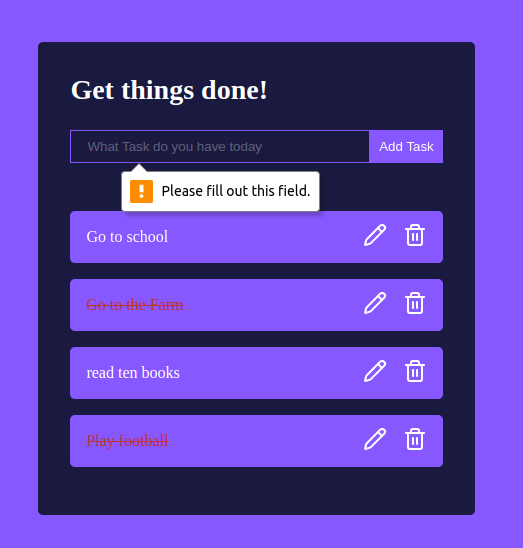 Get things done!
What Task do you have today
Add Task
Please fill out this field.
Go to school
Go to the Farm
read ten books
Play football